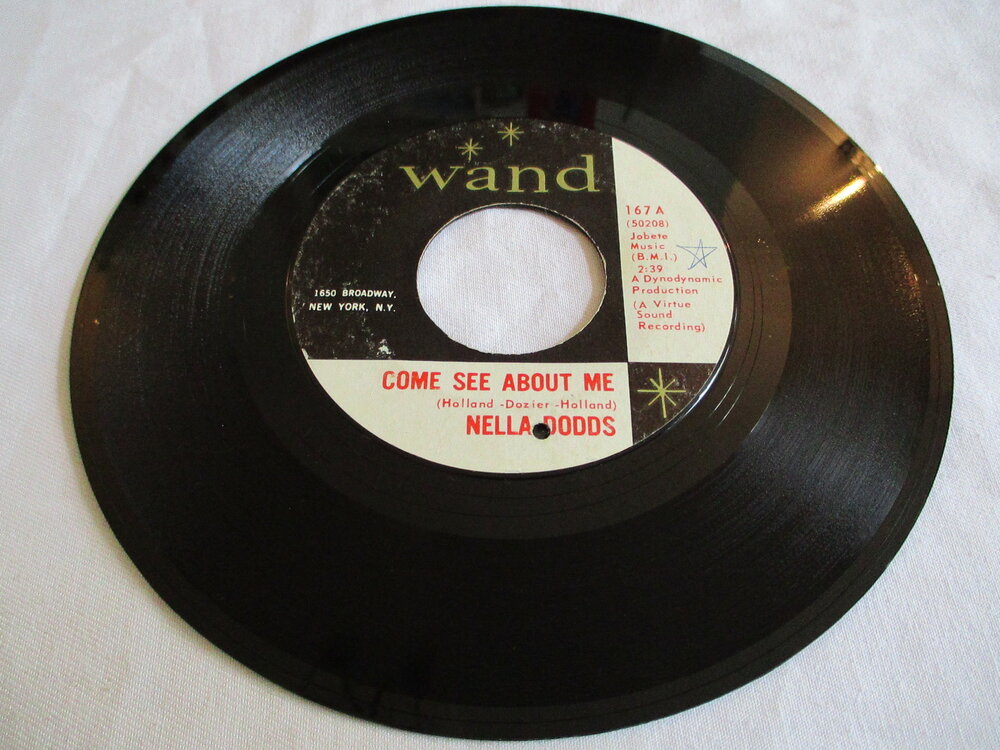 wand
167 A
(50208)
Jobete
Music
(B.M.I.)
2:39
A Dynodynamic
Production
(A Virtue
Sound
Recording)
1650 BROADWAY,
NEW YORK, N.Y.
COME SEE ABOUT ME
(Holland -Dozier -Holland)
NELLA DODDS